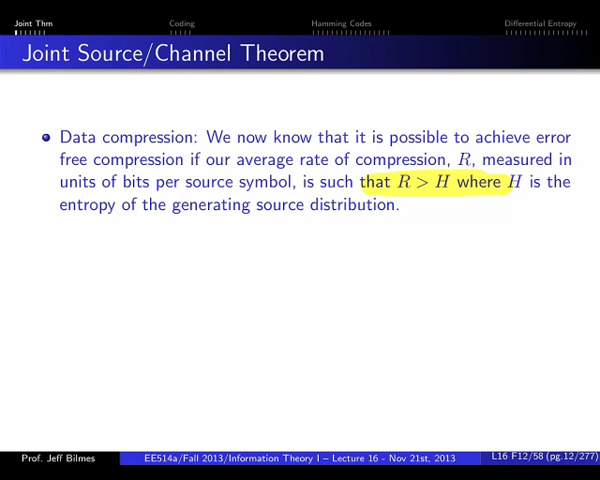 Joint Thm Coding Hamming Codes Differential Entropy
Joint Source/Channel Theorem
Data compression: We now know that it is possible to achieve error
free compression if our average rate of compression, R, measured in
units of bits per source symbol, is such that R > H where H is the
entropy of the generating source distribution.
Prof. Jeff Bilmes EE514a/Fall 2013/Information Theory I – Lecture 16 - Nov 21st, 2013 L16 F12/58 (pg.12/277)